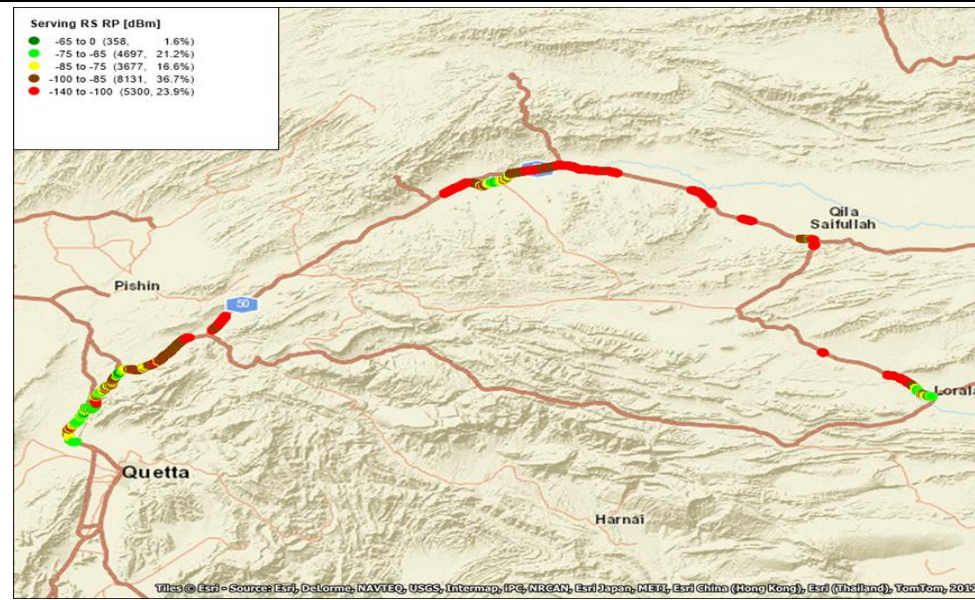 Serving RS RP [dBm]
-65 to 0 (358, 1.6%)
-75 to -65 (4697, 21.2%)
-85 to -75 (3677, 16.6%)
-100 to -85 (8131, 36.7%)
-140 to -100 (5300, 23.9%)
Qila
Saifullah
Pishin
50
Lorala
Quetta
Harnai
Tiles © Esri - Source: Esri, DeLorme, NAVTEQ, USGS, Intermap, iPC, NRCAN, Esri Japan, METI, Esri China (Hong Kong), Esri (Thailand), TomTom, 201